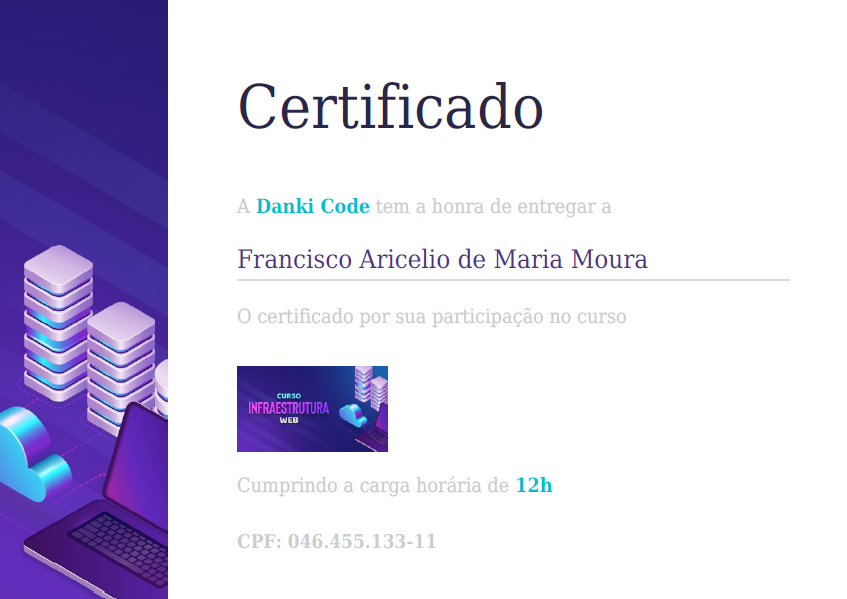 Certificado
A Danki Code tem a honra de entregar a
Francisco Aricelio de Maria Moura
O certificado por sua participação no curso
CURSO
INFRAESTRUTURA
WEB
Cumprindo a carga horária de 12h
CPF: 046.455.133-11